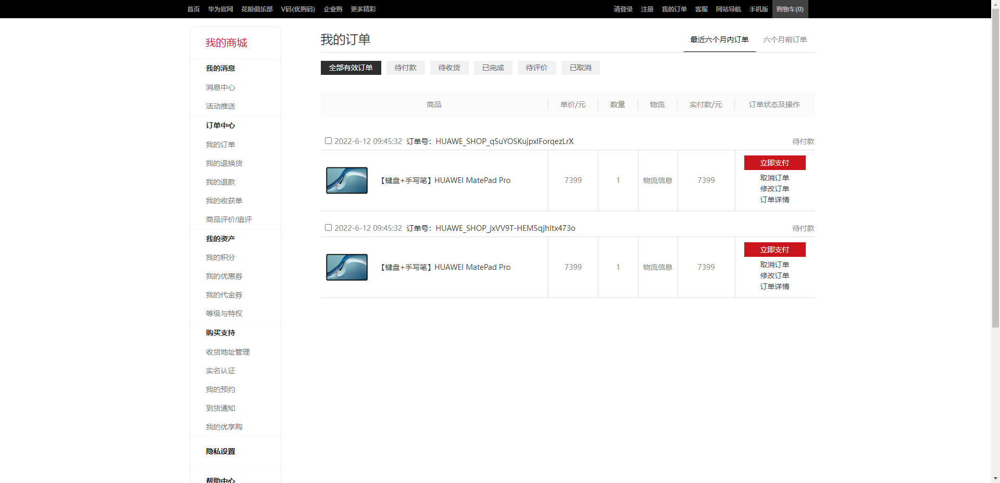 首页 华为官网 花粉俱乐部 V码(优购码) 企业购 更多精彩 请登录 注册 我的订单 客服 网站导航 手机版 购物车(0)
我的商城
我的消息
消息中心
活动推送
订单中心
我的订单
我的退换货
我的退款
我的收获单
商品评价/追评
我的资产
我的积分
我的优惠券
我的代金券
等级与特权
购买支持
收货地址管理
实名认证
我的预约
到货通知
我的优享购
隐私设置
帮助中心
我的订单 最近六个月内订单 六个月前订单
全部有效订单 待付款 待收货 已完成 待评价 已取消
商品 单价/元 数量 物流 实付款/元 订单状态及操作
2022-6-12 09:45:32 订单号：HUAWE_SHOP_qSuYOSKujpxlForqezLrX 待付款
【键盘+手写笔】HUAWEI MatePad Pro 7399 1 物流信息 7399 立即支付
取消订单
修改订单
订单详情
2022-6-12 09:45:32 订单号：HUAWE_SHOP_jxVV9T-HEM5qjhItx473o 待付款
【键盘+手写笔】HUAWEI MatePad Pro 7399 1 物流信息 7399 立即支付
取消订单
修改订单
订单详情